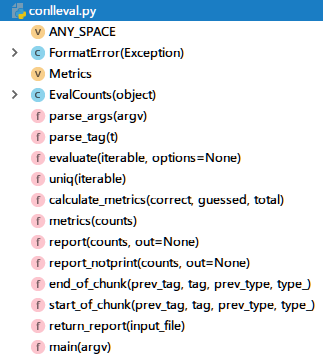 conlleval.py
V ANY_SPACE
C FormatError(Exception)
V Metrics
C EvalCounts(object)
f parse_args(argv)
f parse_tag(t)
f evaluate(iterable, options=None)
f uniq(iterable)
f calculate_metrics(correct, guessed, total)
f metrics(counts)
f report(counts, out=None)
f report_notprint(counts, out=None)
f end_of_chunk(prev_tag, tag, prev_type, type_)
f start_of_chunk(prev_tag, tag, prev_type, type_)
f return_report(input_file)
f main(argv)